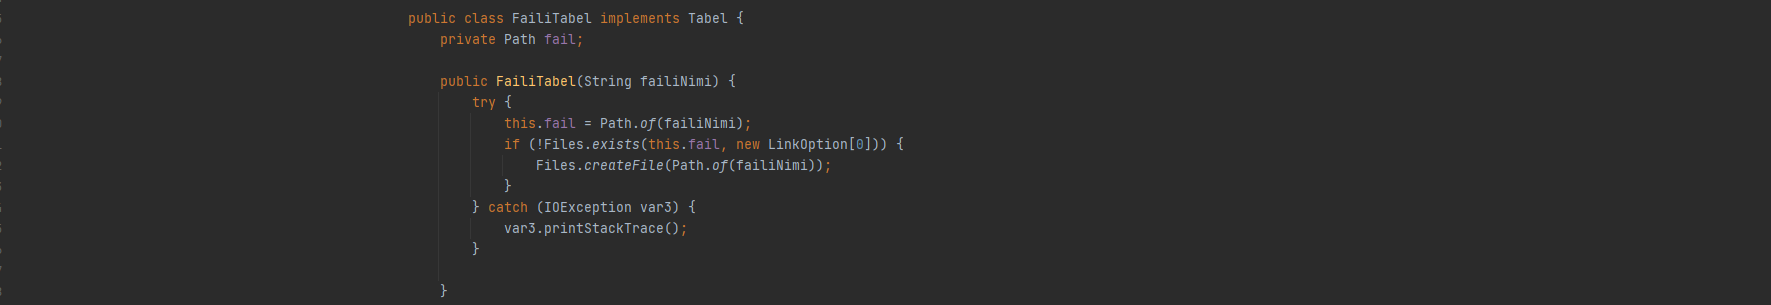 public class FailiTabel implements Tabel {
    private Path fail;

    public FailiTabel(String failiNimi) {
        try {
            this.fail = Path.of(failiNimi);
            if (!Files.exists(this.fail, new LinkOption[0])) {
                Files.createFile(Path.of(failiNimi));
            }
        } catch (IOException var3) {
            var3.printStackTrace();
        }

    }